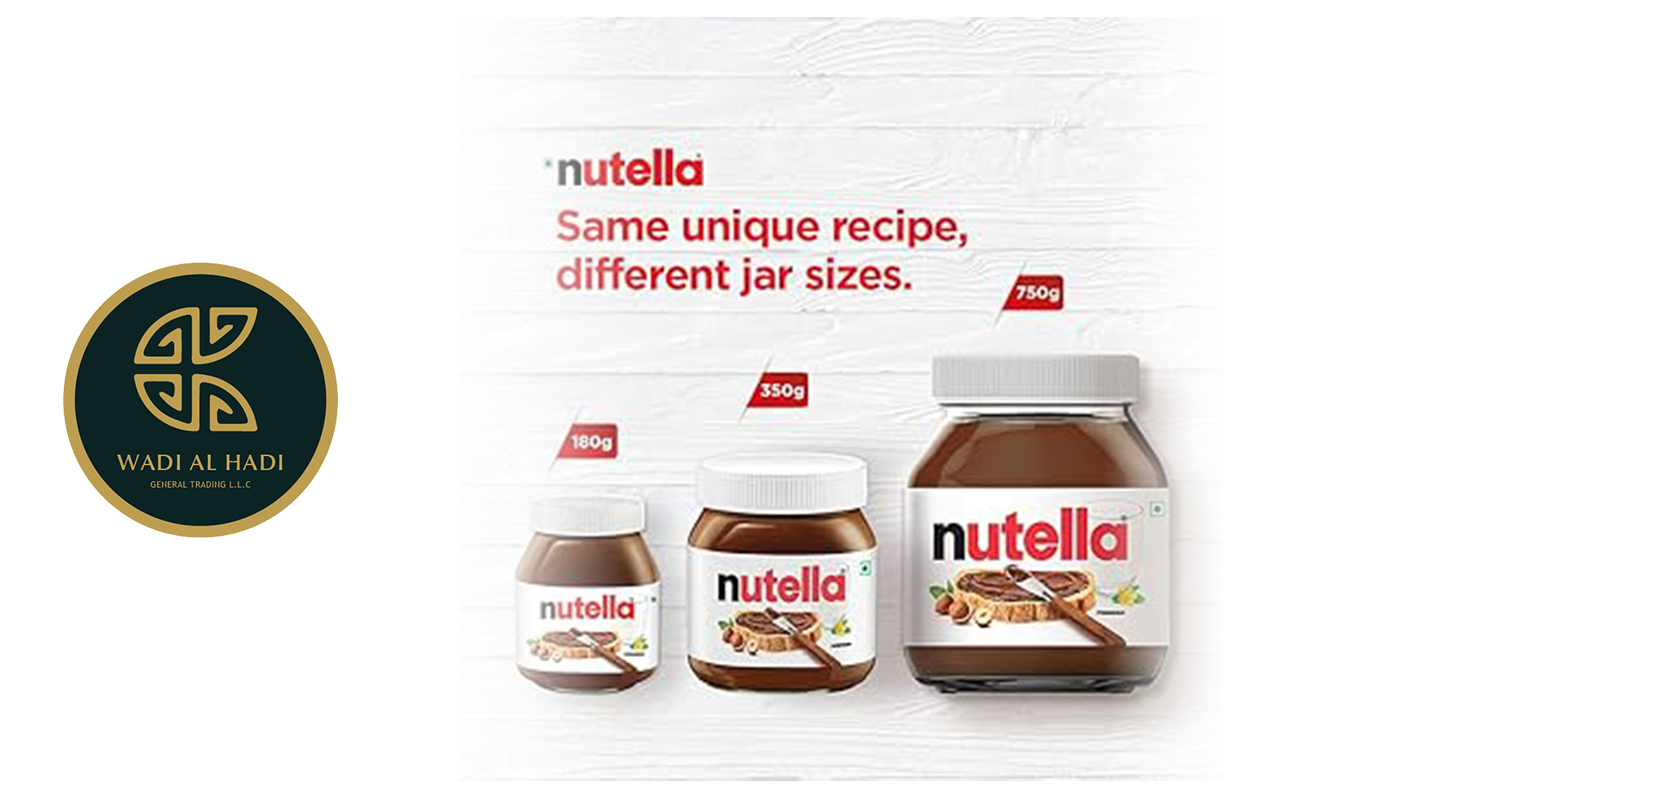 WADI AL HADI
GENERAL TRADING L.L.C
nutella
Same unique recipe,
different jar sizes.
750g
350g
180g
nutella
nutella
nutella